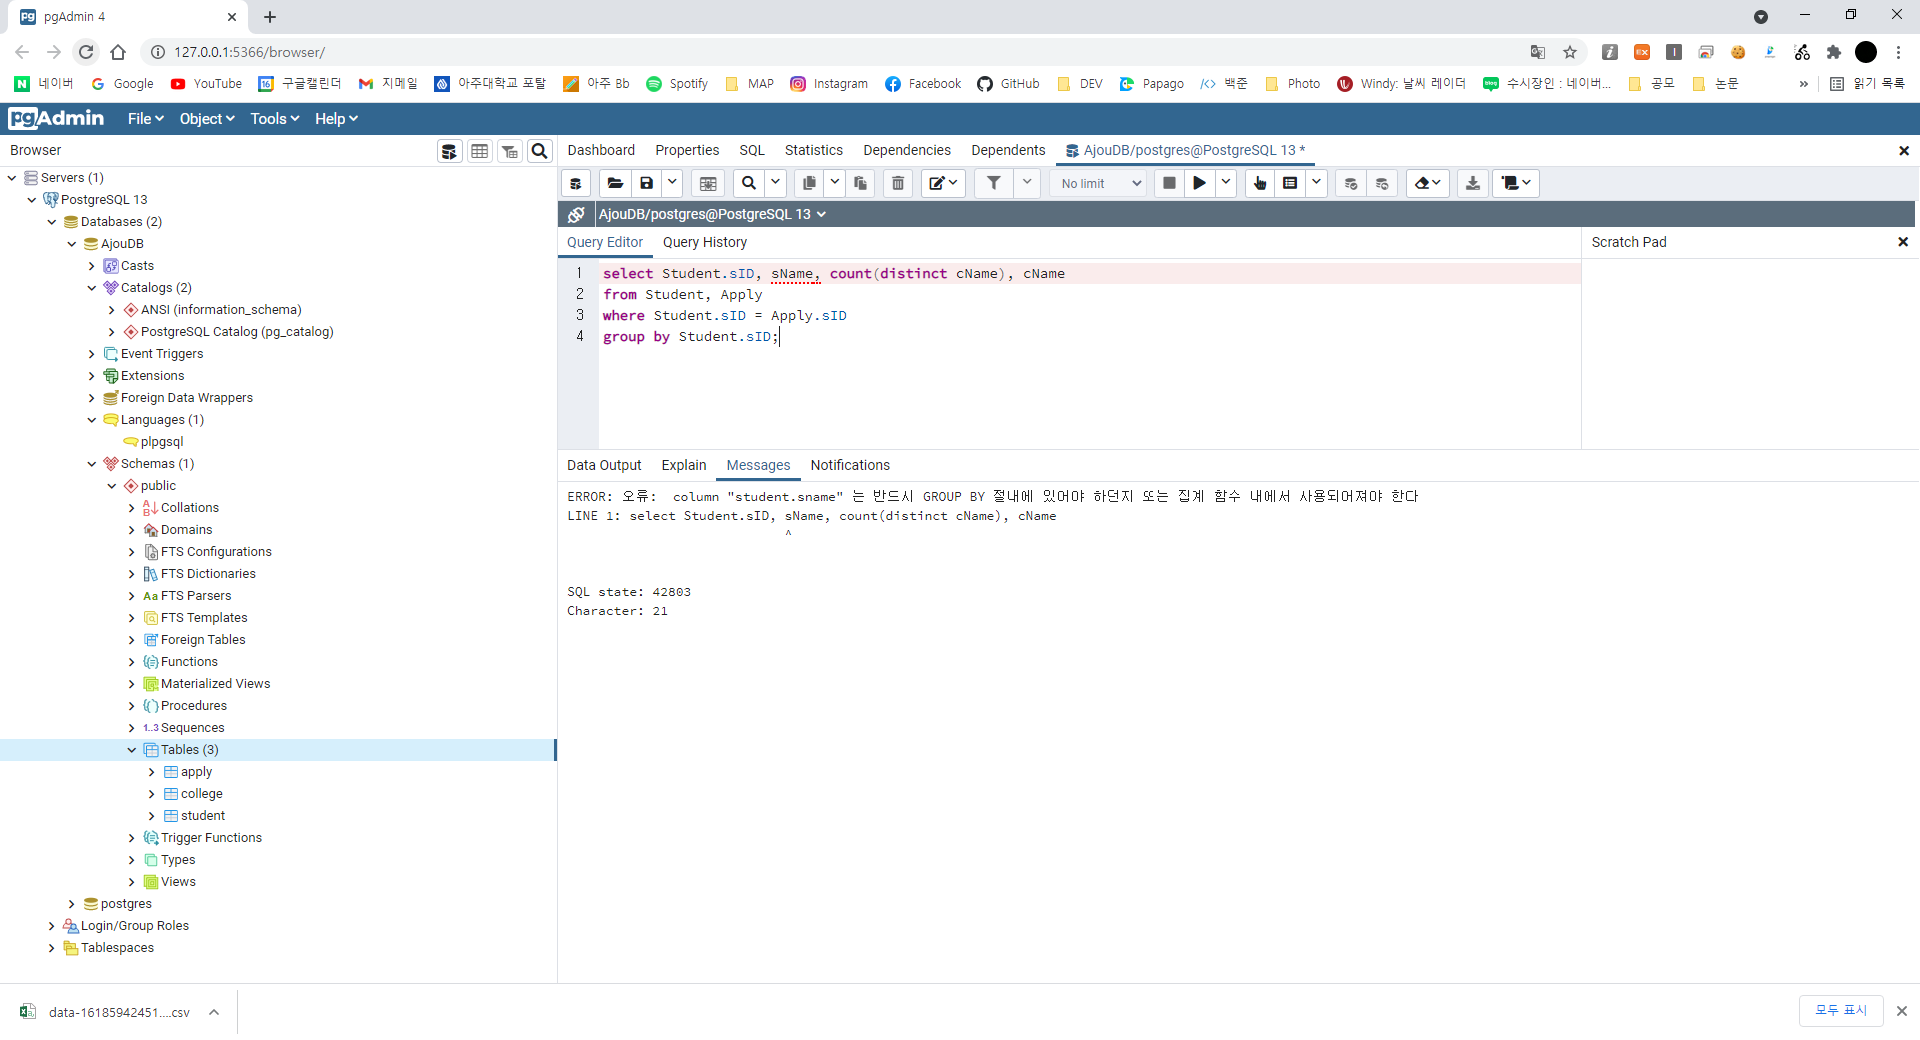 pgAdmin 4
127.0.0.1:5366/browser/
네이버 Google YouTube 구글캘린더 지메일 아주대학교 포탈 아주 Bb Spotify MAP Instagram Facebook GitHub DEV Papago 백준 Photo Windy: 날씨 레이더 수시장인 : 네이버... 공모 논문 » 읽기 목록
pgAdmin File Object Tools Help
Browser
Dashboard Properties SQL Statistics Dependencies Dependents AjouDB/postgres@PostgreSQL 13 *
No limit
AjouDB/postgres@PostgreSQL 13
Query Editor Query History
Scratch Pad
1 select Student.sID, sName, count(distinct cName), cName
2 from Student, Apply
3 where Student.sID = Apply.sID
4 group by Student.sID;
Data Output Explain Messages Notifications
ERROR: 오류:  column "student.sname" 는 반드시 GROUP BY 절내에 있어야 하던지 또는 집계 함수 내에서 사용되어져야 한다
LINE 1: select Student.sID, sName, count(distinct cName), cName
^
SQL state: 42803
Character: 21
Servers (1)
PostgreSQL 13
Databases (2)
AjouDB
Casts
Catalogs (2)
ANSI (information_schema)
PostgreSQL Catalog (pg_catalog)
Event Triggers
Extensions
Foreign Data Wrappers
Languages (1)
plpgsql
Schemas (1)
public
Collations
Domains
FTS Configurations
FTS Dictionaries
FTS Parsers
FTS Templates
Foreign Tables
Functions
Materialized Views
Procedures
Sequences
Tables (3)
apply
college
student
Trigger Functions
Types
Views
postgres
Login/Group Roles
Tablespaces
data-16185942451....csv
모두 표시